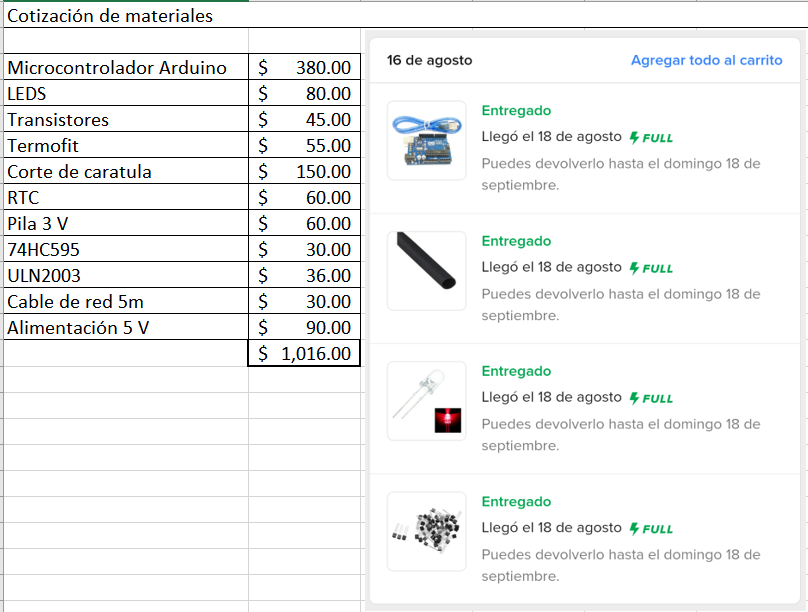 Cotización de materiales
Microcontrolador Arduino $ 380.00
LEDS $ 80.00
Transistores $ 45.00
Termofit $ 55.00
Corte de caratula $ 150.00
RTC $ 60.00
Pila 3 V $ 60.00
74HC595 $ 30.00
ULN2003 $ 36.00
Cable de red 5m $ 30.00
Alimentación 5 V $ 90.00
$ 1,016.00
16 de agosto Agregar todo al carrito
Entregado
Llegó el 18 de agosto FULL
Puedes devolverlo hasta el domingo 18 de
septiembre.
Entregado
Llegó el 18 de agosto FULL
Puedes devolverlo hasta el domingo 18 de
septiembre.
Entregado
Llegó el 18 de agosto FULL
Puedes devolverlo hasta el domingo 18 de
septiembre.
Entregado
Llegó el 18 de agosto FULL
Puedes devolverlo hasta el domingo 18 de
septiembre.